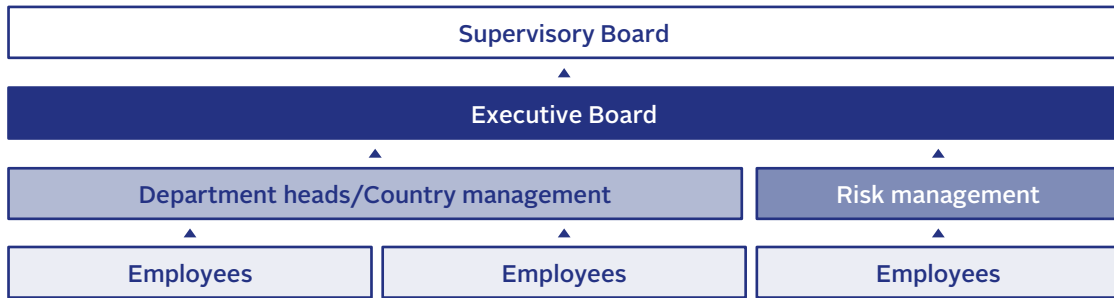 Supervisory Board
Executive Board
Department heads/Country management
Risk management
Employees
Employees
Employees